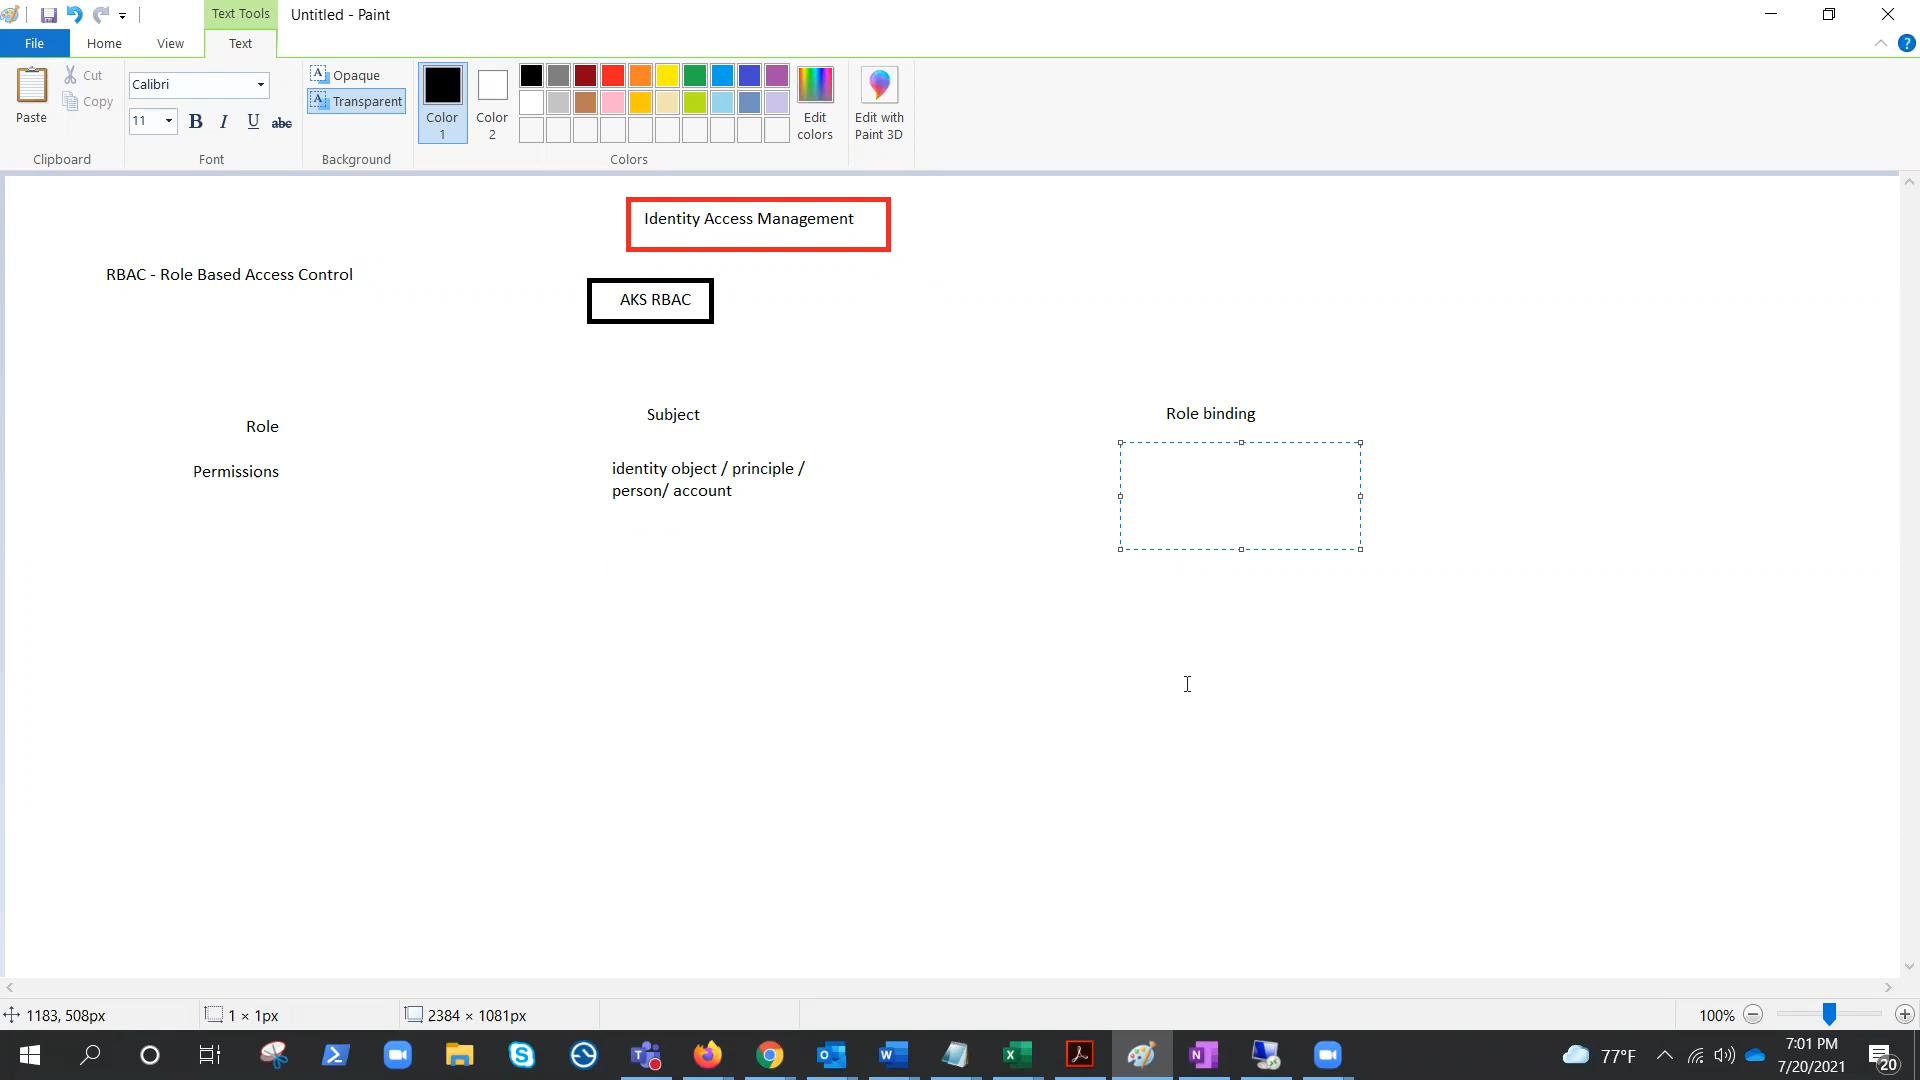 Text Tools
Untitled - Paint
File
Home
View
Text
Paste
Cut
Copy
Clipboard
Calibri
11
B I U abc
Font
Opaque
Transparent
Background
Color 1
Color 2
Edit colors
Colors
Edit with Paint 3D
Identity Access Management
RBAC - Role Based Access Control
AKS RBAC
Role
Subject
Role binding
Permissions
identity object / principle /
person/ account
1183, 508px
1 × 1px
2384 × 1081px
100%
77°F
7:01 PM
7/20/2021
20